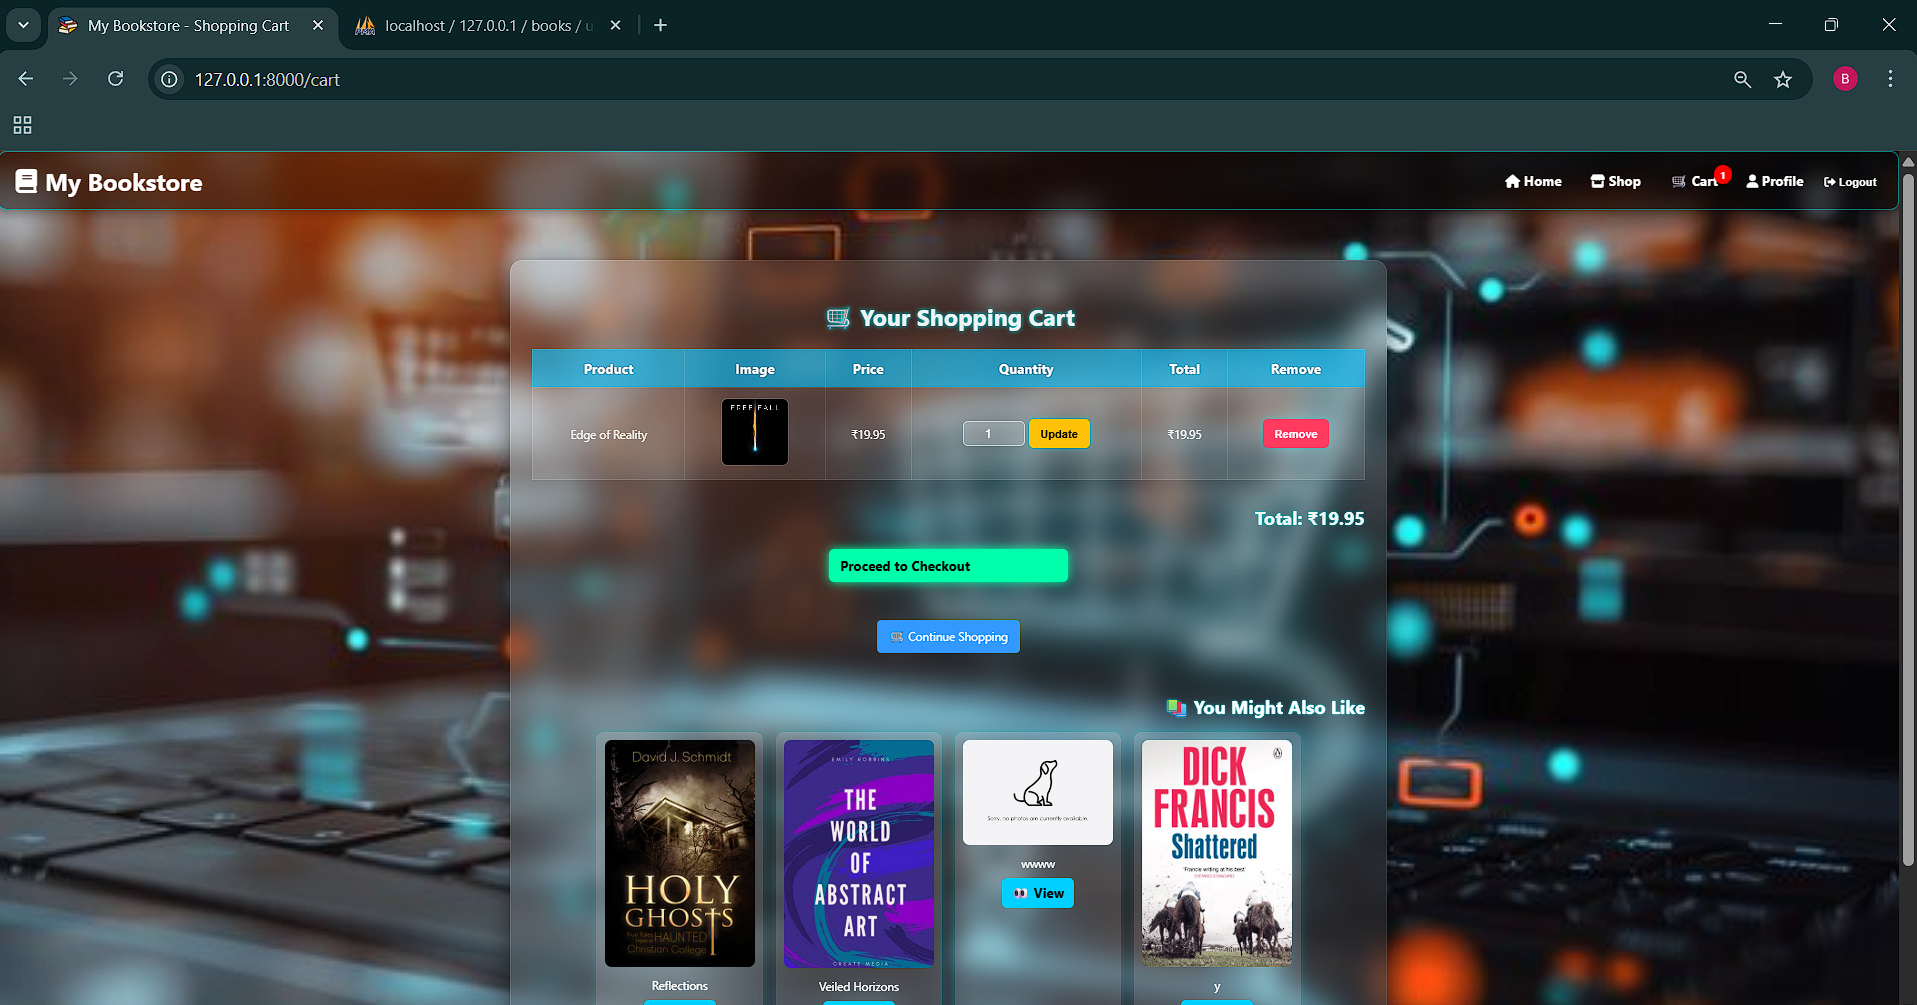 My Bookstore - Shopping Cart
localhost / 127.0.0.1 / books / u
127.0.0.1:8000/cart
B
My Bookstore
Home
Shop
Cart
1
Profile
Logout
Your Shopping Cart
Product Image Price Quantity Total Remove
FREE FALL
Edge of Reality ₹19.95 1 Update ₹19.95 Remove
Total: ₹19.95
Proceed to Checkout
Continue Shopping
You Might Also Like
David J. Schmidt
HOLY
GHOSTS
True Tales
from a HAUNTED
Christian College
Reflections
EMILY ROBBINS
THE
WORLD
OF
ABSTRACT
ART
CREATE MEDIA
Veiled Horizons
Sorry, no photos are currently available.
wwww
View
DICK
FRANCIS
Shattered
'Francis writing at his best'
y